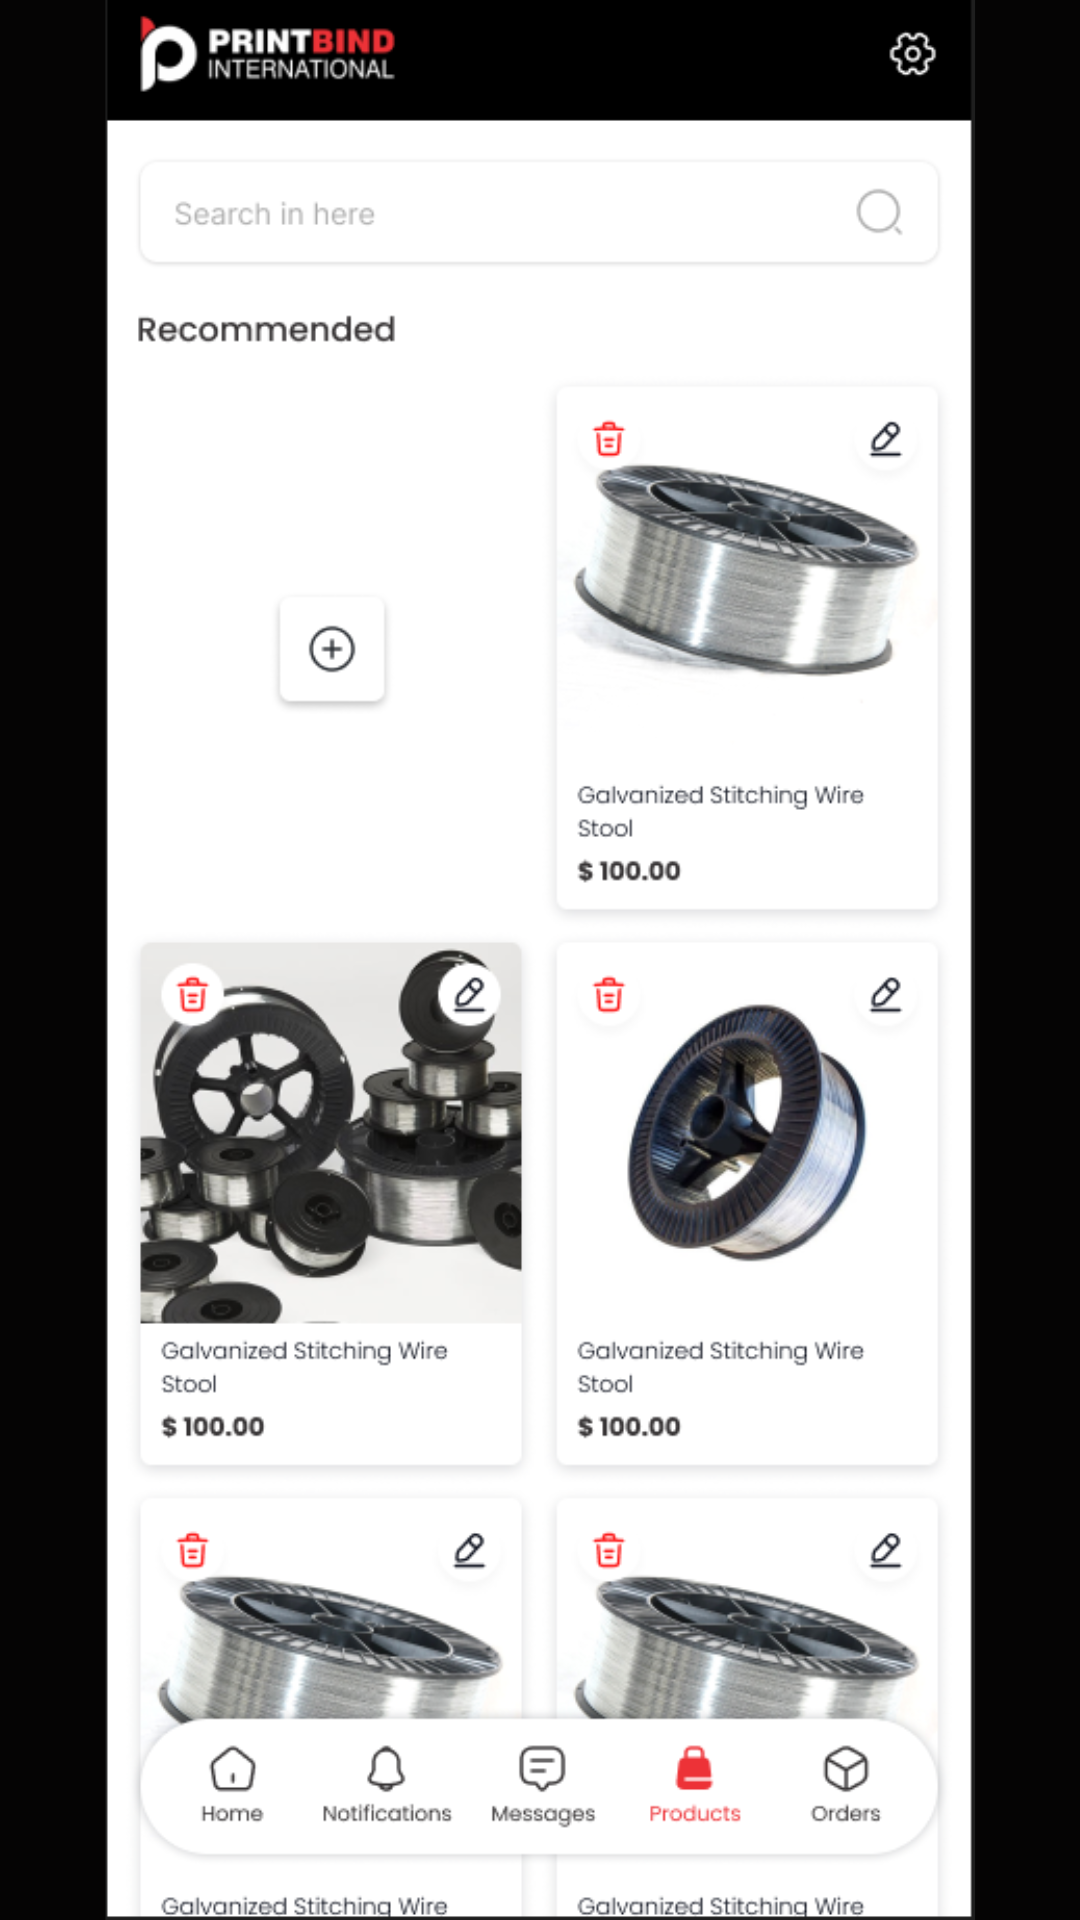 PRINTBIND
INTERNATIONAL
Search in here
Recommended
Galvanized Stitching Wire
Stool
$ 100.00
Galvanized Stitching Wire
Stool
$ 100.00
Galvanized Stitching Wire
Stool
$ 100.00
Home
Notifications
Messages
Products
Orders
Galvanized Stitching Wire
Galvanized Stitching Wire